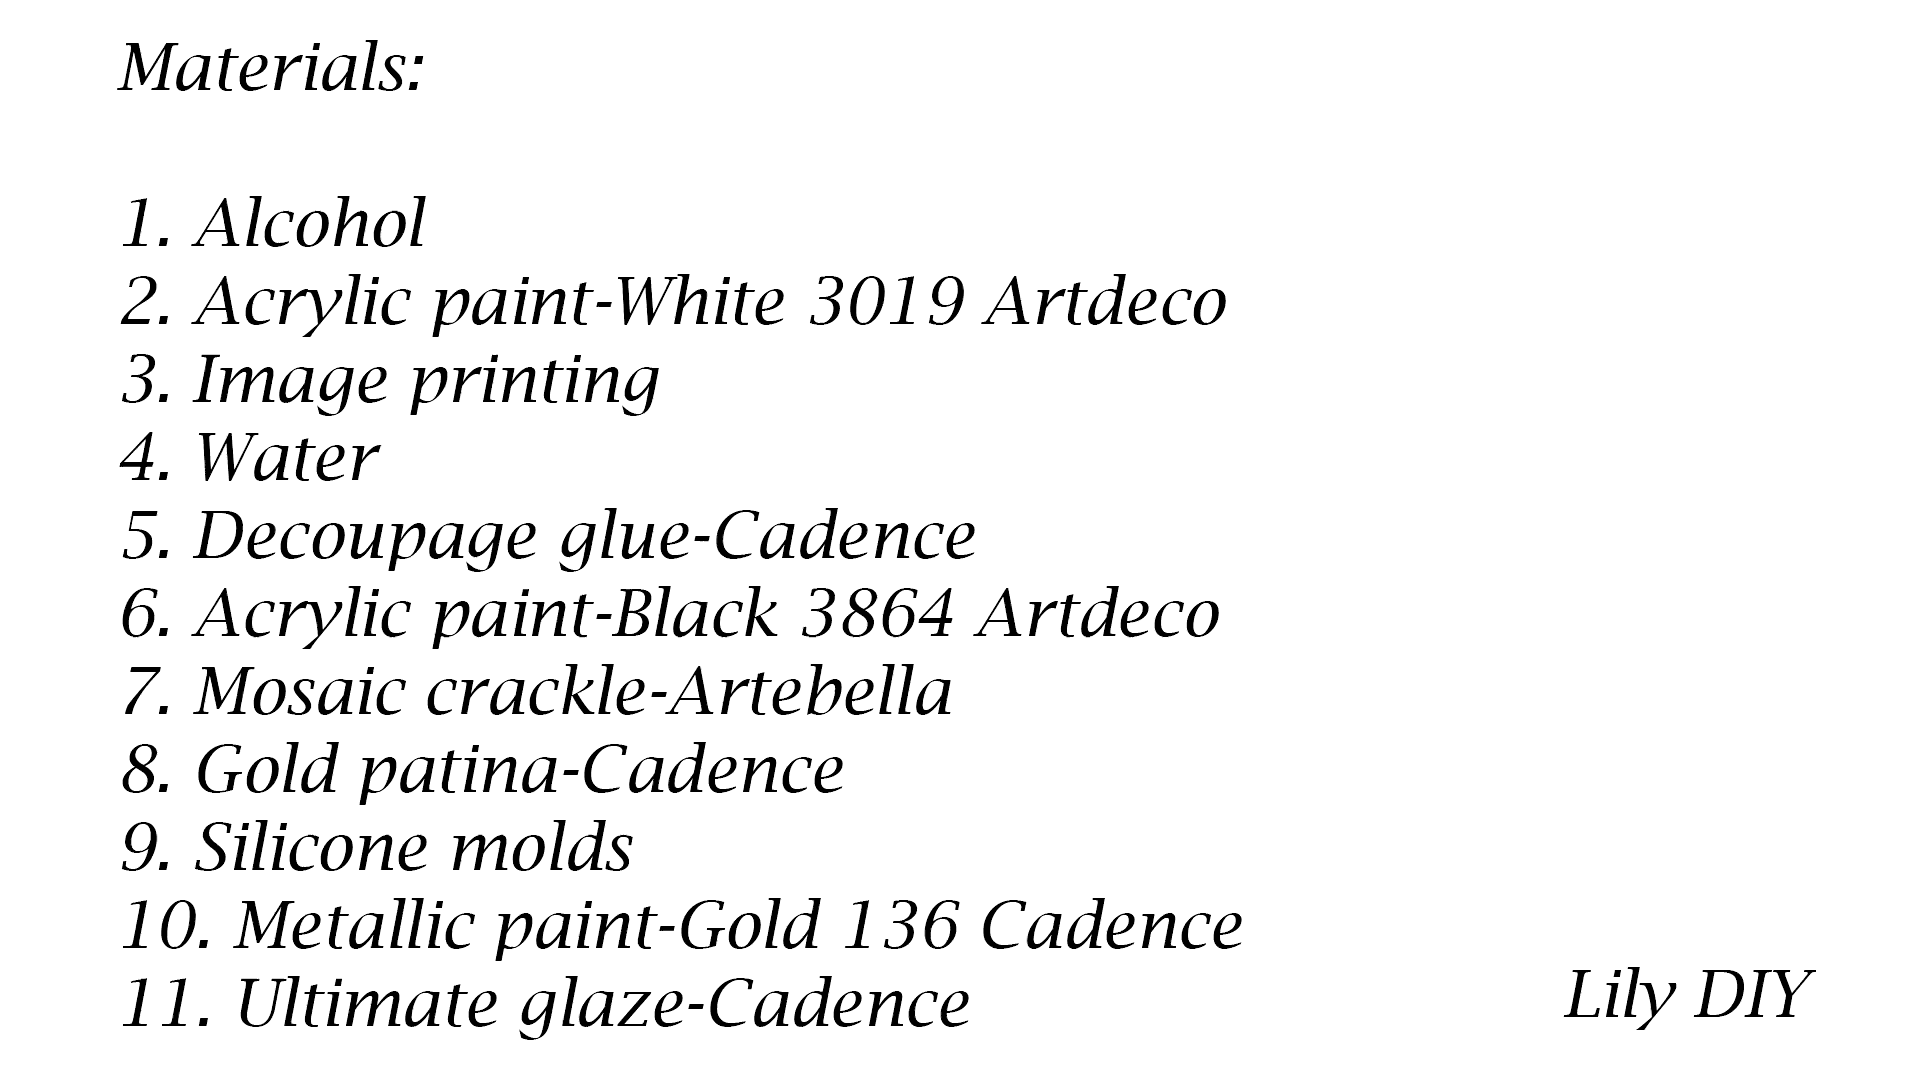 Materials:
1. Alcohol
2. Acrylic paint-White 3019 Artdeco
3. Image printing
4. Water
5. Decoupage glue-Cadence
6. Acrylic paint-Black 3864 Artdeco
7. Mosaic crackle-Artebella
8. Gold patina-Cadence
9. Silicone molds
10. Metallic paint-Gold 136 Cadence
11. Ultimate glaze-Cadence
Lily DIY